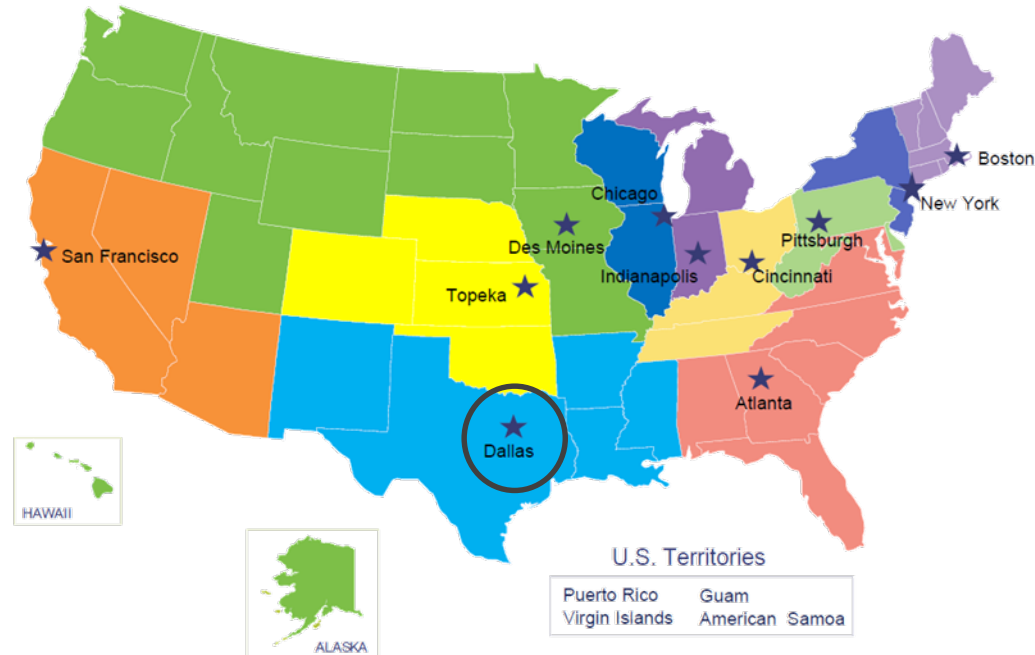 Boston
Chicago
New York
Des Moines
Pittsburgh
San Francisco
Indianapolis
Cincinnati
Topeka
Atlanta
Dallas
HAWAII
ALASKA
U.S. Territories
Puerto Rico Guam
Virgin Islands American Samoa